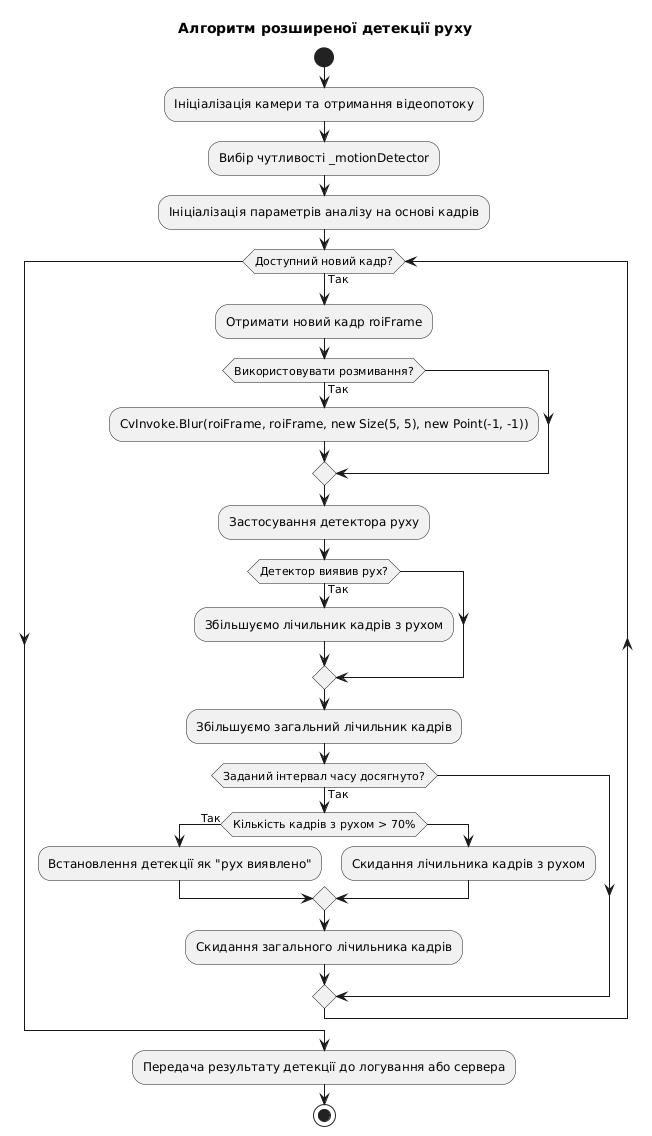 Алгоритм розширеної детекції руху
Ініціалізація камери та отримання відеопотоку
Вибір чутливості _motionDetector
Ініціалізація параметрів аналізу на основі кадрів
Доступний новий кадр?
Так
Отримати новий кадр roiFrame
Використовувати розмивання?
Так
CvInvoke.Blur(roiFrame, roiFrame, new Size(5, 5), new Point(-1, -1))
Застосування детектора руху
Детектор виявив рух?
Так
Збільшуємо лічильник кадрів з рухом
Збільшуємо загальний лічильник кадрів
Заданий інтервал часу досягнуто?
Так
Так
Кількість кадрів з рухом > 70%
Встановлення детекції як "рух виявлено"
Скидання лічильника кадрів з рухом
Скидання загального лічильника кадрів
Передача результату детекції до логування або сервера